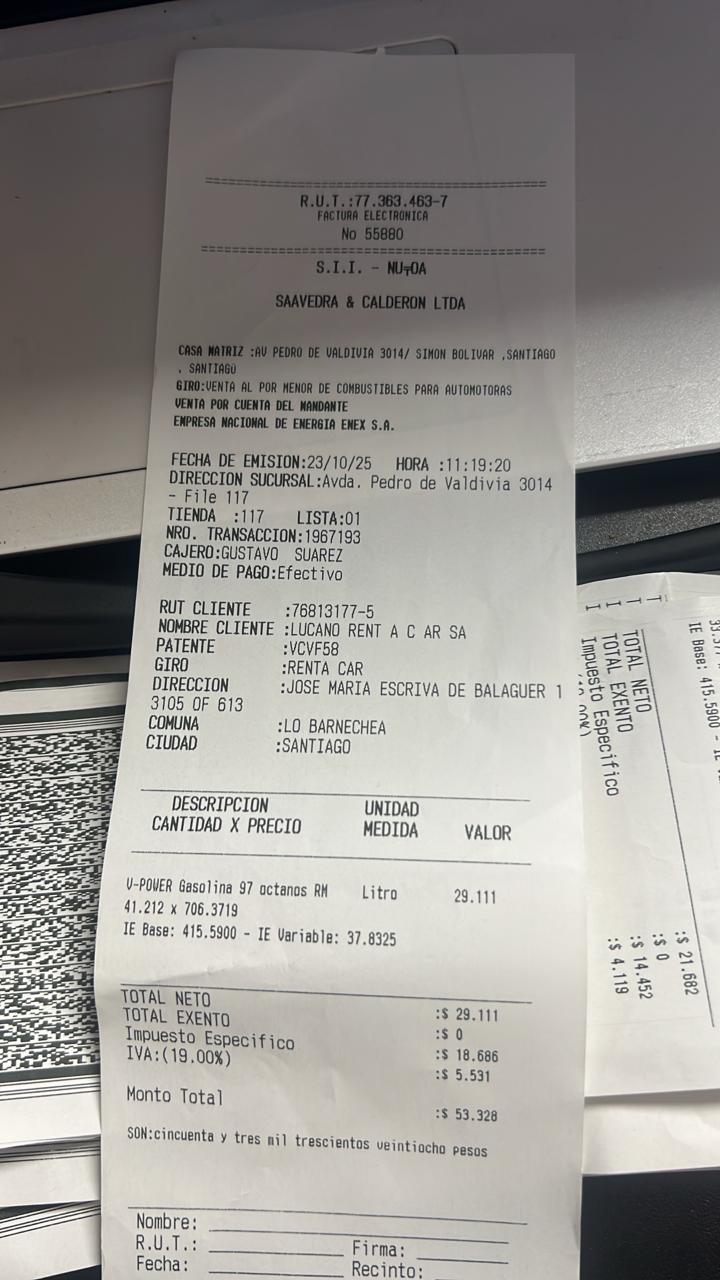 R.U.T.:77.363.463-7
FACTURA ELECTRONICA
No 55880
S.I.I. - NU╤OA
SAAVEDRA & CALDERON LTDA
CASA MATRIZ :AV PEDRO DE VALDIVIA 3014/ SIMON BOLIVAR ,SANTIAGO
, SANTIAGO
GIRO:VENTA AL POR MENOR DE COMBUSTIBLES PARA AUTOMOTORAS
VENTA POR CUENTA DEL MANDANTE
EMPRESA NACIONAL DE ENERGIA ENEX S.A.
FECHA DE EMISION:23/10/25 HORA :11:19:20
DIRECCION SUCURSAL:Avda. Pedro de Valdivia 3014
- File 117
TIENDA :117 LISTA:01
NRO. TRANSACCION:1967193
CAJERO:GUSTAVO SUAREZ
MEDIO DE PAGO:Efectivo
RUT CLIENTE :76813177-5
NOMBRE CLIENTE :LUCANO RENT A C AR SA
PATENTE :VCVF58
GIRO :RENTA CAR
DIRECCION :JOSE MARIA ESCRIVA DE BALAGUER 1
3105 OF 613
COMUNA :LO BARNECHEA
CIUDAD :SANTIAGO
DESCRIPCION UNIDAD
CANTIDAD X PRECIO MEDIDA VALOR
V-POWER Gasolina 97 octanos RM Litro 29.111
41.212 x 706.3719
IE Base: 415.5900 - IE Variable: 37.8325
TOTAL NETO :$ 29.111
TOTAL EXENTO :$ 0
Impuesto Especifico :$ 18.686
IVA:(19.00%) :$ 5.531
Monto Total :$ 53.328
SON:cincuenta y tres mil trescientos veintiocho pesos
Nombre:
R.U.T.: Firma:
Fecha: Recinto:
IE Base: 415.5900 - IE
TOTAL NETO :$ 21.682
TOTAL EXENTO :$ 0
Impuesto Especifico :$ 14.452
:$ 4.119